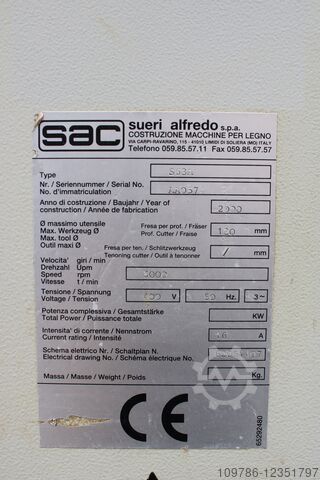 sac
sueri alfredo s.p.a.
COSTRUZIONE MACCHINE PER LEGNO
VIA CARPI-RAVARINO, 115 - 41010 LIMIDI DI SOLIERA (MO) ITALY
Telefono 059.85.57.11 Fax 059.85.57.57
Type
Nr. / Seriennummer / Serial No.
No. d'immatriculation
Anno di costruzione / Baujahr / Year of
construction / Année de fabrication 2000
Ø massimo utensile Fresa per prof. / Fräser
Max. Werkzeug Ø Prof. Cutter / Fraise mm
Max. tool Ø Fresa per ten. / Schlitzwerkzeug
Outil maxi Ø Tenoning cutter / Outil à tenonner / mm
Velocita' giri / min
Drehzahl Upm
Speed rpm
Vitesse t / min
Tensione / Spannung
Voltage / Tension V 50 Hz. 3~
Potenza complessiva / Gesamtstärke
Total Power / Puissance totale KW
Intensita' di corrente / Nennstrom
Current rating / Intensité A
Schema elettrico Nr. / Schaltplan N.
Electrical drawing No. / Schéma électrique No.
Massa / Masse / Weight / Poids Kg.
CE
65292480
109786-12351797